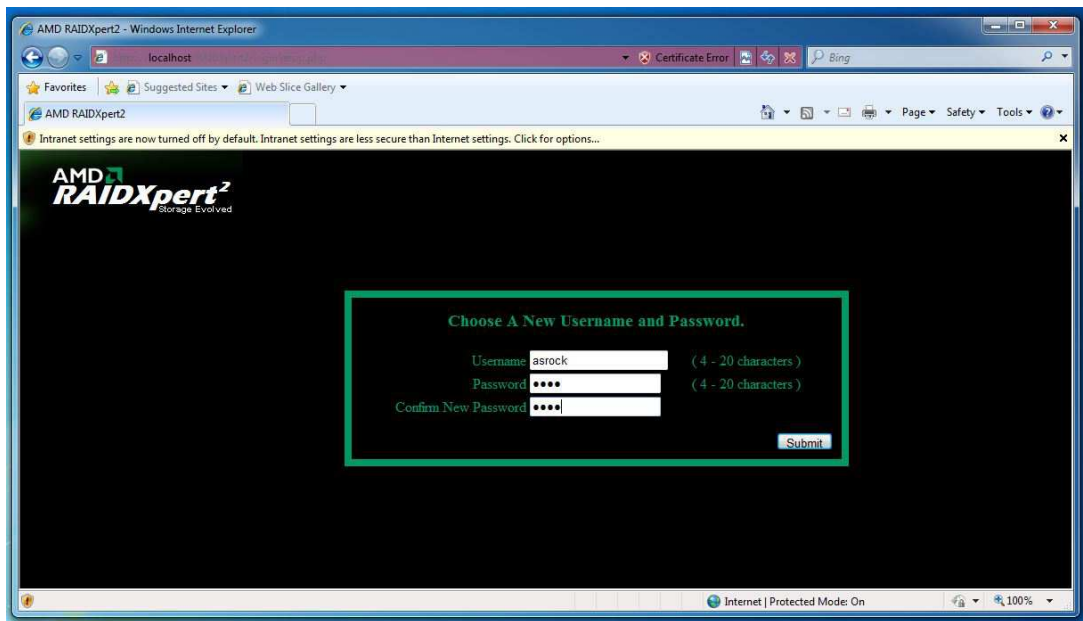 AMD RAIDXpert2 - Windows Internet Explorer
localhost
Certificate Error
Bing
Favorites Suggested Sites Web Slice Gallery
AMD RAIDXpert2
Page Safety Tools
Intranet settings are now turned off by default. Intranet settings are less secure than Internet settings. Click for options...
AMD
RAIDXpert2
Storage Evolved
Choose A New Username and Password.
Username asrock ( 4 - 20 characters )
Password •••• ( 4 - 20 characters )
Confirm New Password ••••
Submit
Internet | Protected Mode: On
100%